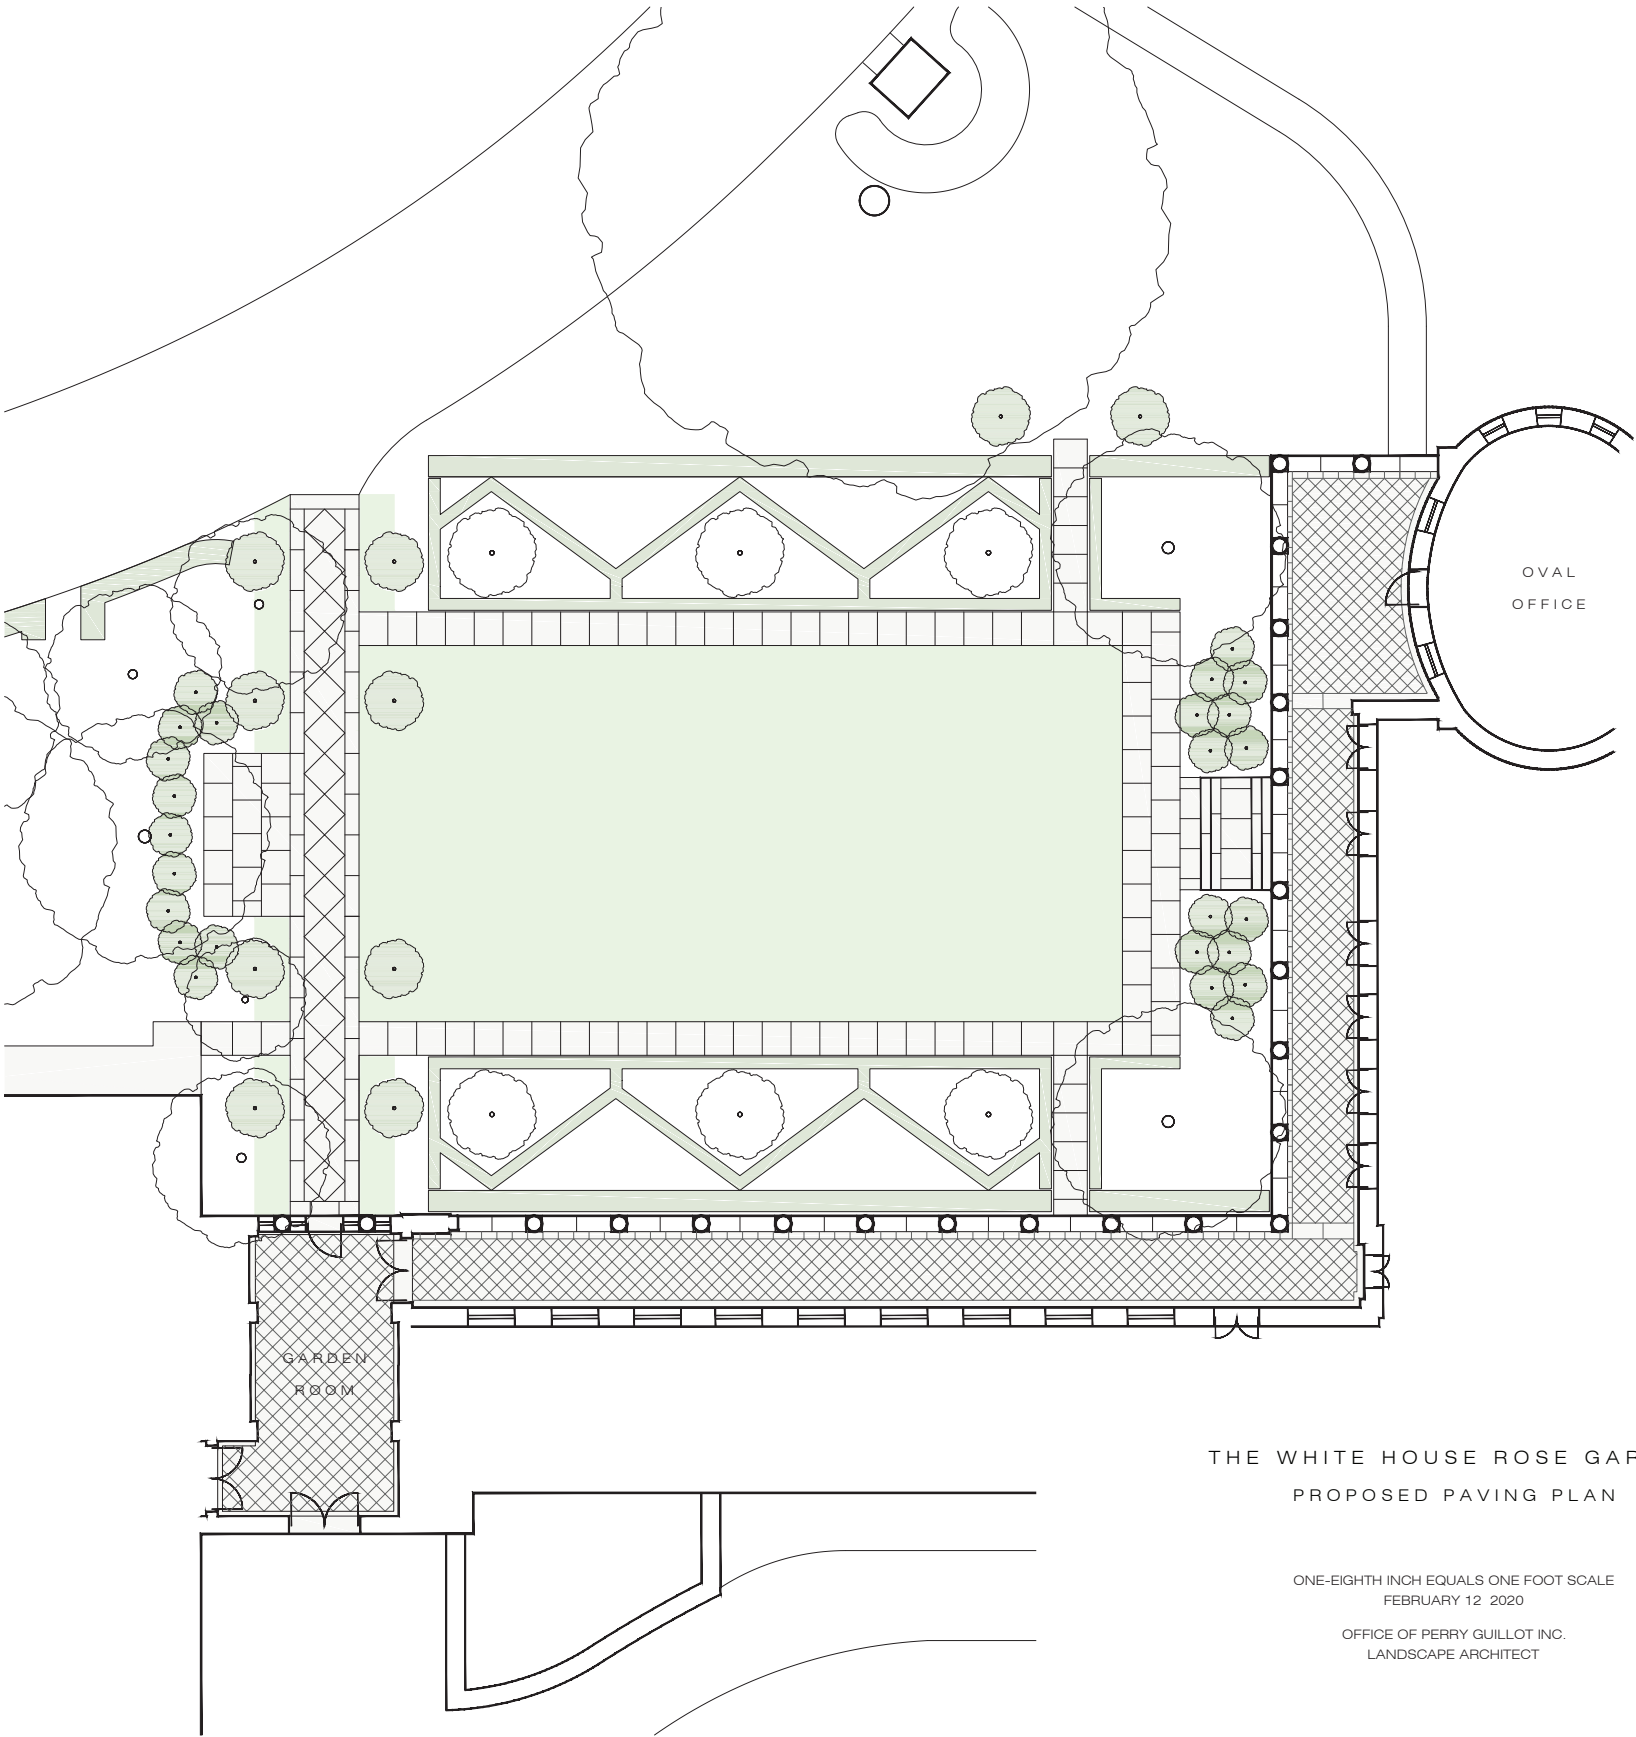 OVAL
OFFICE
GARDEN
ROOM
THE WHITE HOUSE ROSE GAR
PROPOSED PAVING PLAN
ONE-EIGHTH INCH EQUALS ONE FOOT SCALE
FEBRUARY 12 2020
OFFICE OF PERRY GUILLOT INC.
LANDSCAPE ARCHITECT